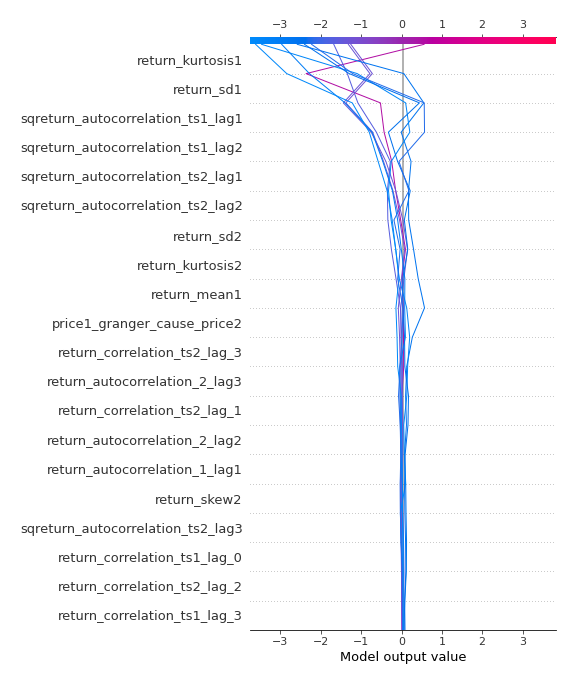 −3 −2 −1 0 1 2 3
return_kurtosis1
return_sd1
sqreturn_autocorrelation_ts1_lag1
sqreturn_autocorrelation_ts1_lag2
sqreturn_autocorrelation_ts2_lag1
sqreturn_autocorrelation_ts2_lag2
return_sd2
return_kurtosis2
return_mean1
price1_granger_cause_price2
return_correlation_ts2_lag_3
return_autocorrelation_2_lag3
return_correlation_ts2_lag_1
return_autocorrelation_2_lag2
return_autocorrelation_1_lag1
return_skew2
sqreturn_autocorrelation_ts2_lag3
return_correlation_ts1_lag_0
return_correlation_ts2_lag_2
return_correlation_ts1_lag_3
−3 −2 −1 0 1 2 3
Model output value